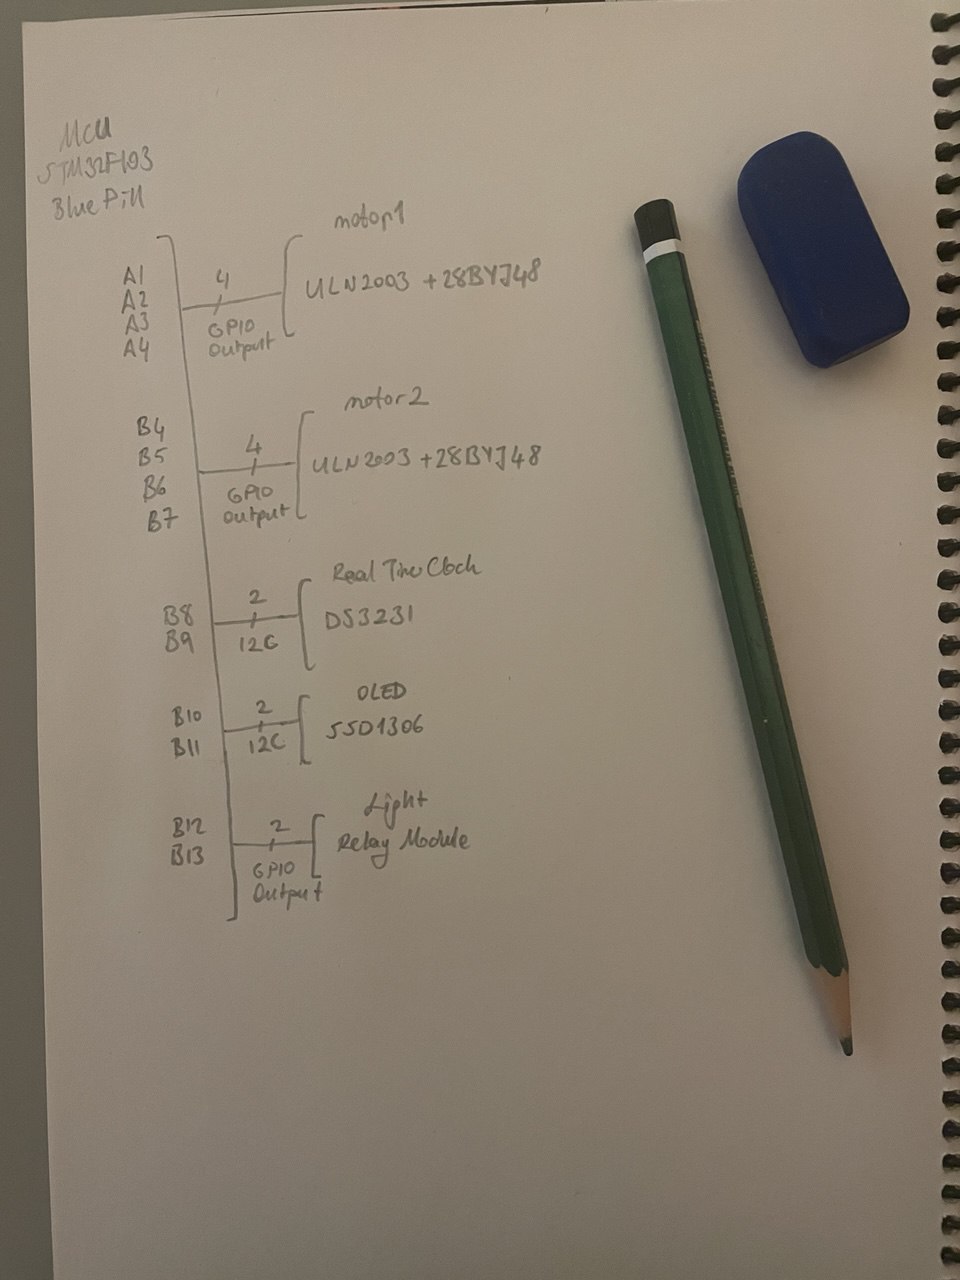 MCU
STM32F103
Blue Pill
motor1
A1
A2
A3
A4
4
GPIO
Output
ULN2003 + 28BYJ48
motor2
B4
B5
B6
B7
4
GPIO
Output
ULN2003 + 28BYJ48
Real Time Clock
B8
B9
2
I2C
DS3231
OLED
B10
B11
2
I2C
SSD1306
Light
B12
B13
2
GPIO
Output
Relay Module